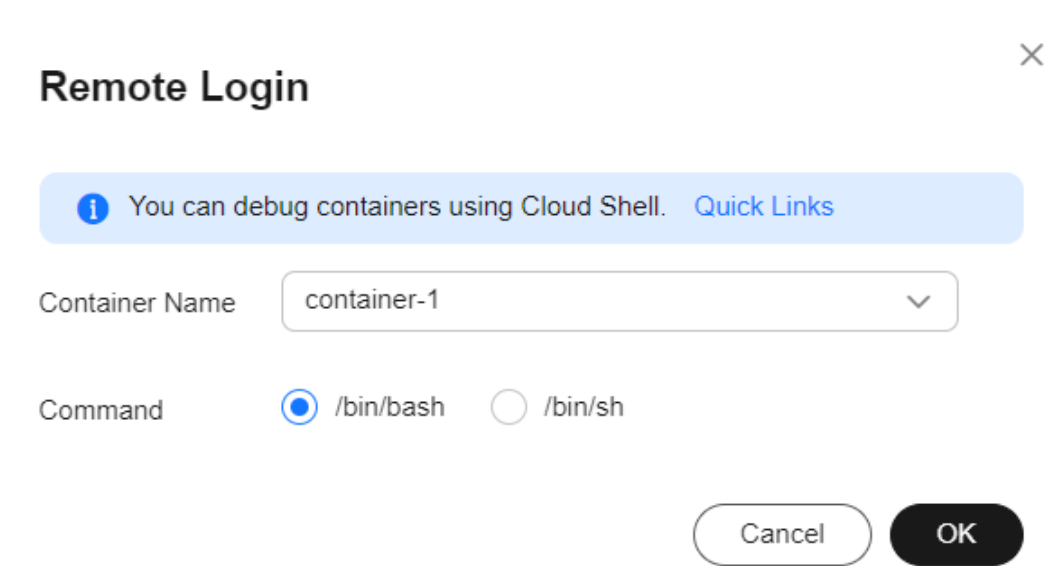 Remote Login
You can debug containers using Cloud Shell. Quick Links
Container Name container-1
Command /bin/bash /bin/sh
Cancel OK